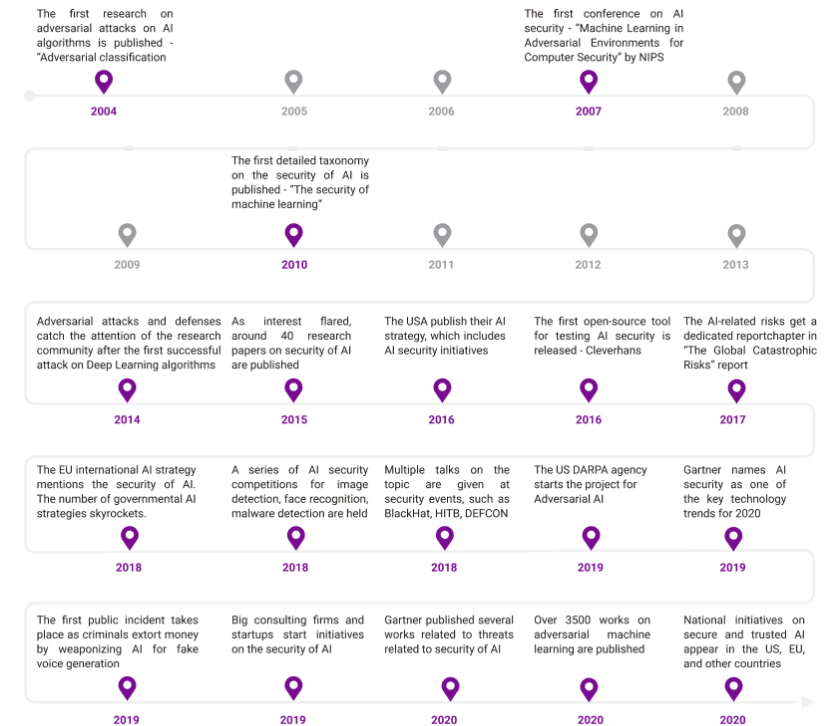 The first research on
adversarial attacks on AI
algorithms is published -
"Adversarial classification
The first conference on AI
security - "Machine Learning in
Adversarial Environments for
Computer Security" by NIPS
2004
2005
2006
2007
2008
The first detailed taxonomy
on the security of AI is
published - "The security of
machine learning"
2009
2010
2011
2012
2013
Adversarial attacks and defenses
catch the attention of the research
community after the first successful
attack on Deep Learning algorithms
As interest flared,
around 40 research
papers on security of AI
are published
The USA publish their AI
strategy, which includes
AI security initiatives
The first open-source tool
for testing AI security is
released - Cleverhans
The AI-related risks get a
dedicated reportchapter in
"The Global Catastrophic
Risks" report
2014
2015
2016
2016
2017
The EU international AI strategy
mentions the security of AI.
The number of governmental AI
strategies skyrockets.
A series of AI security
competitions for image
detection, face recognition,
malware detection are held
Multiple talks on the
topic are given at
security events, such as
BlackHat, HITB, DEFCON
The US DARPA agency
starts the project for
Adversarial AI
Gartner names AI
security as one of
the key technology
trends for 2020
2018
2018
2018
2019
2019
The first public incident takes
place as criminals extort money
by weaponizing AI for fake
voice generation
Big consulting firms and
startups start initiatives
on the security of AI
Gartner published several
works related to threats
related to security of AI
Over 3500 works on
adversarial machine
learning are published
National initiatives on
secure and trusted AI
appear in the US, EU,
and other countries
2019
2019
2020
2020
2020